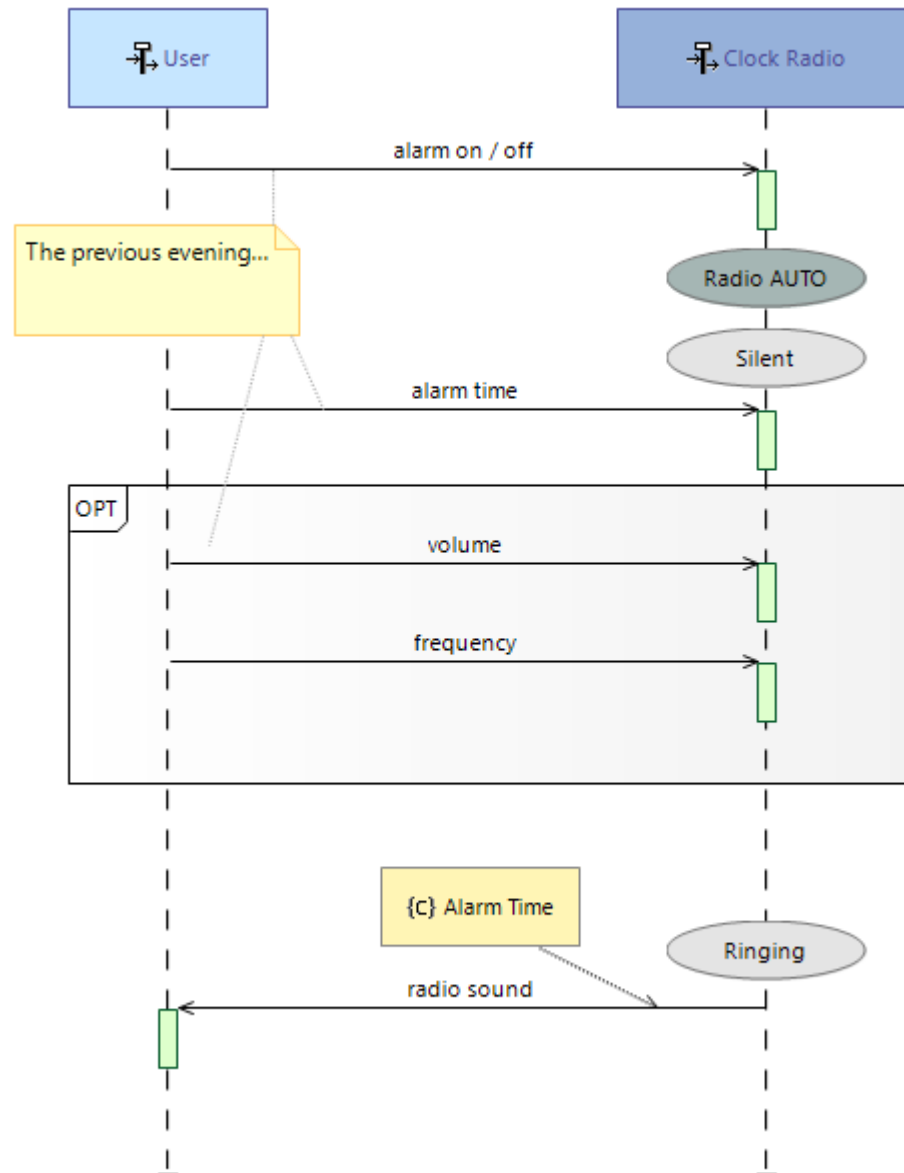 User
Clock Radio
alarm on / off
The previous evening...
Radio AUTO
Silent
alarm time
OPT
volume
frequency
{c} Alarm Time
Ringing
radio sound